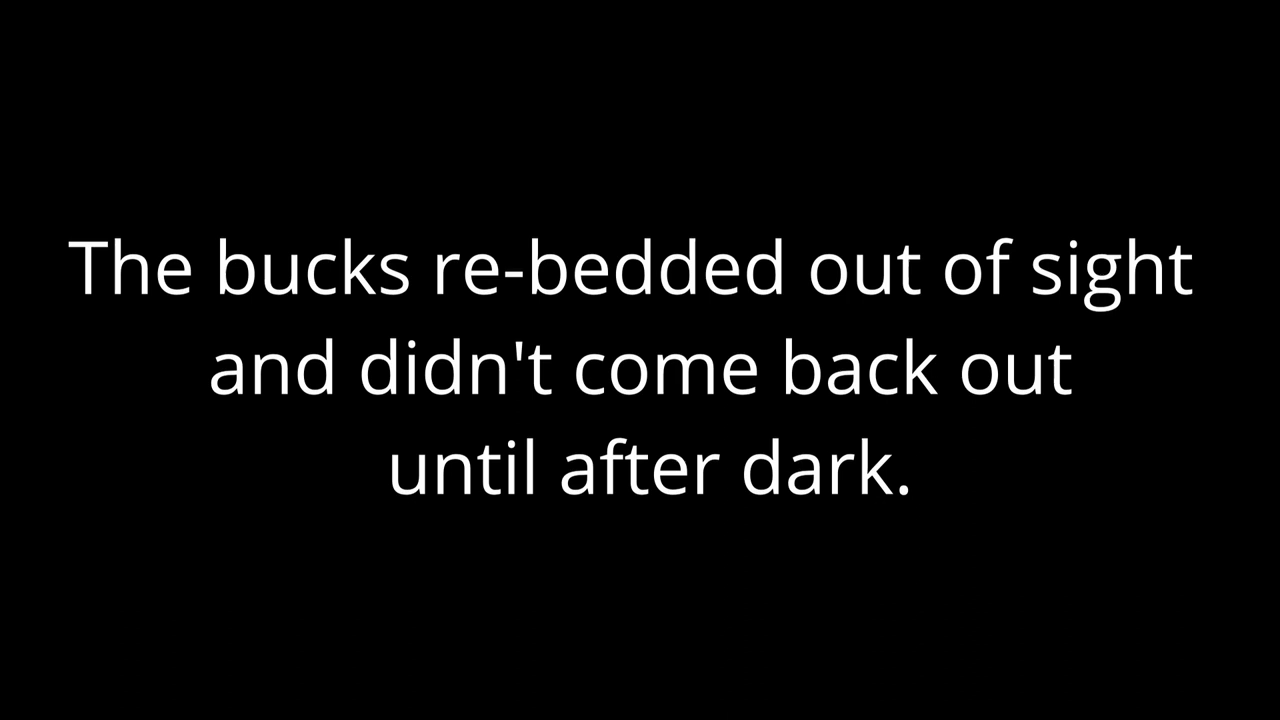 The bucks re-bedded out of sight
and didn't come back out
until after dark.